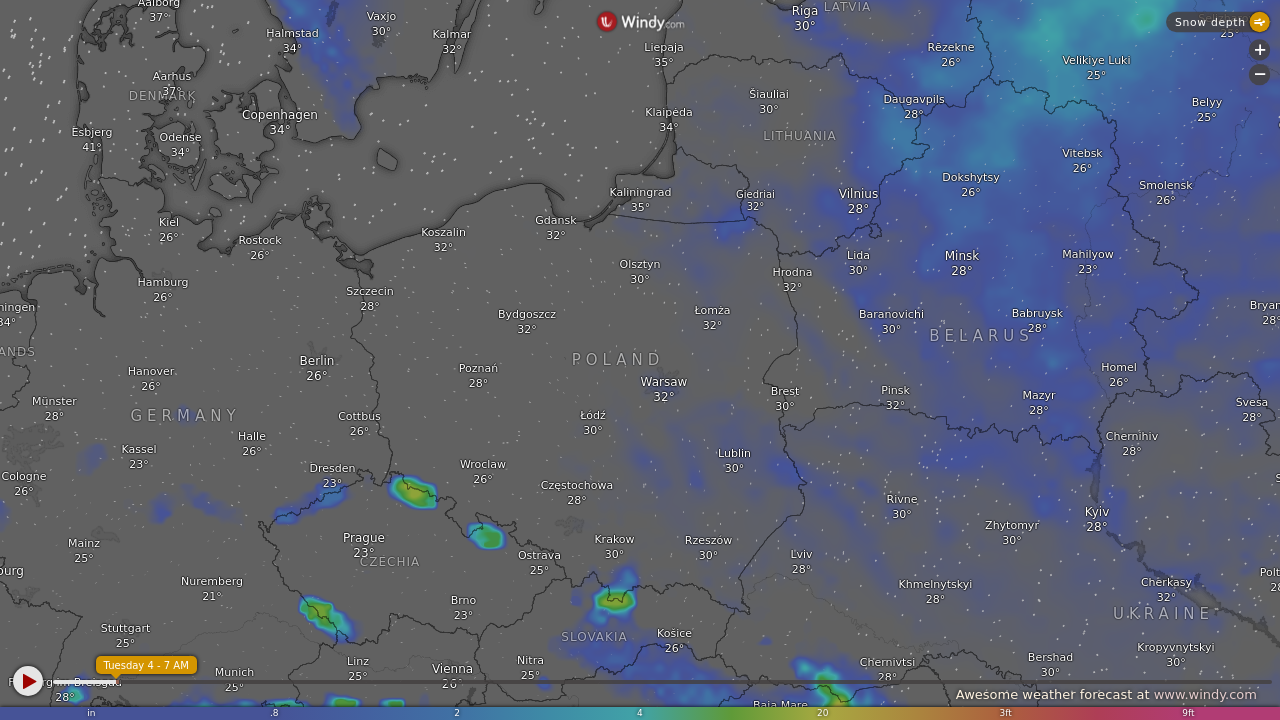 Aalborg
37°
Vaxjo
30°
Halmstad
34°
Kalmar
32°
Windy.com
Liepaja
35°
Riga
30°
LATVIA
Rēzekne
26°
Snow depth
25°
Velikiye Luki
25°
+
−
Aarhus
37°
DENMARK
Esbjerg
41°
Odense
34°
Copenhagen
34°
Klaipėda
34°
Šiauliai
30°
LITHUANIA
Daugavpils
28°
Belyy
25°
Vitebsk
26°
Dokshytsy
26°
Smolensk
26°
Kaliningrad
35°
Giedriai
32°
Vilnius
28°
Kiel
26°
Rostock
26°
Koszalin
32°
Gdansk
32°
Olsztyn
30°
Hrodna
32°
Lida
30°
Minsk
28°
Mahilyow
23°
Hamburg
26°
Szczecin
28°
Bydgoszcz
32°
Łomża
32°
Baranovichi
30°
Babruysk
28°
BELARUS
28°
34°
Berlin
26°
POLAND
Hanover
26°
Poznań
28°
Warsaw
32°
Brest
30°
Pinsk
32°
Homel
26°
Mazyr
28°
Svesa
28°
Münster
28°
GERMANY
Cottbus
26°
Łódź
30°
Kassel
23°
Halle
26°
Lublin
30°
Chernihiv
28°
Cologne
26°
Dresden
23°
Wroclaw
26°
Częstochowa
28°
Rivne
30°
Kyiv
28°
Zhytomyr
30°
Mainz
25°
Prague
23°
CZECHIA
Ostrava
25°
Krakow
30°
Rzeszow
30°
Lviv
28°
Nuremberg
21°
Brno
23°
Khmelnytskyi
28°
Cherkasy
32°
UKRAINE
Stuttgart
25°
SLOVAKIA
Košice
26°
Tuesday 4 - 7 AM
Munich
25°
Linz
25°
Vienna
26°
Nitra
25°
Chernivtsi
28°
Bershad
30°
Kropyvnytskyi
30°
28°
Baia Mare
Awesome weather forecast at www.windy.com
in
.8
2
4
20
3ft
9ft